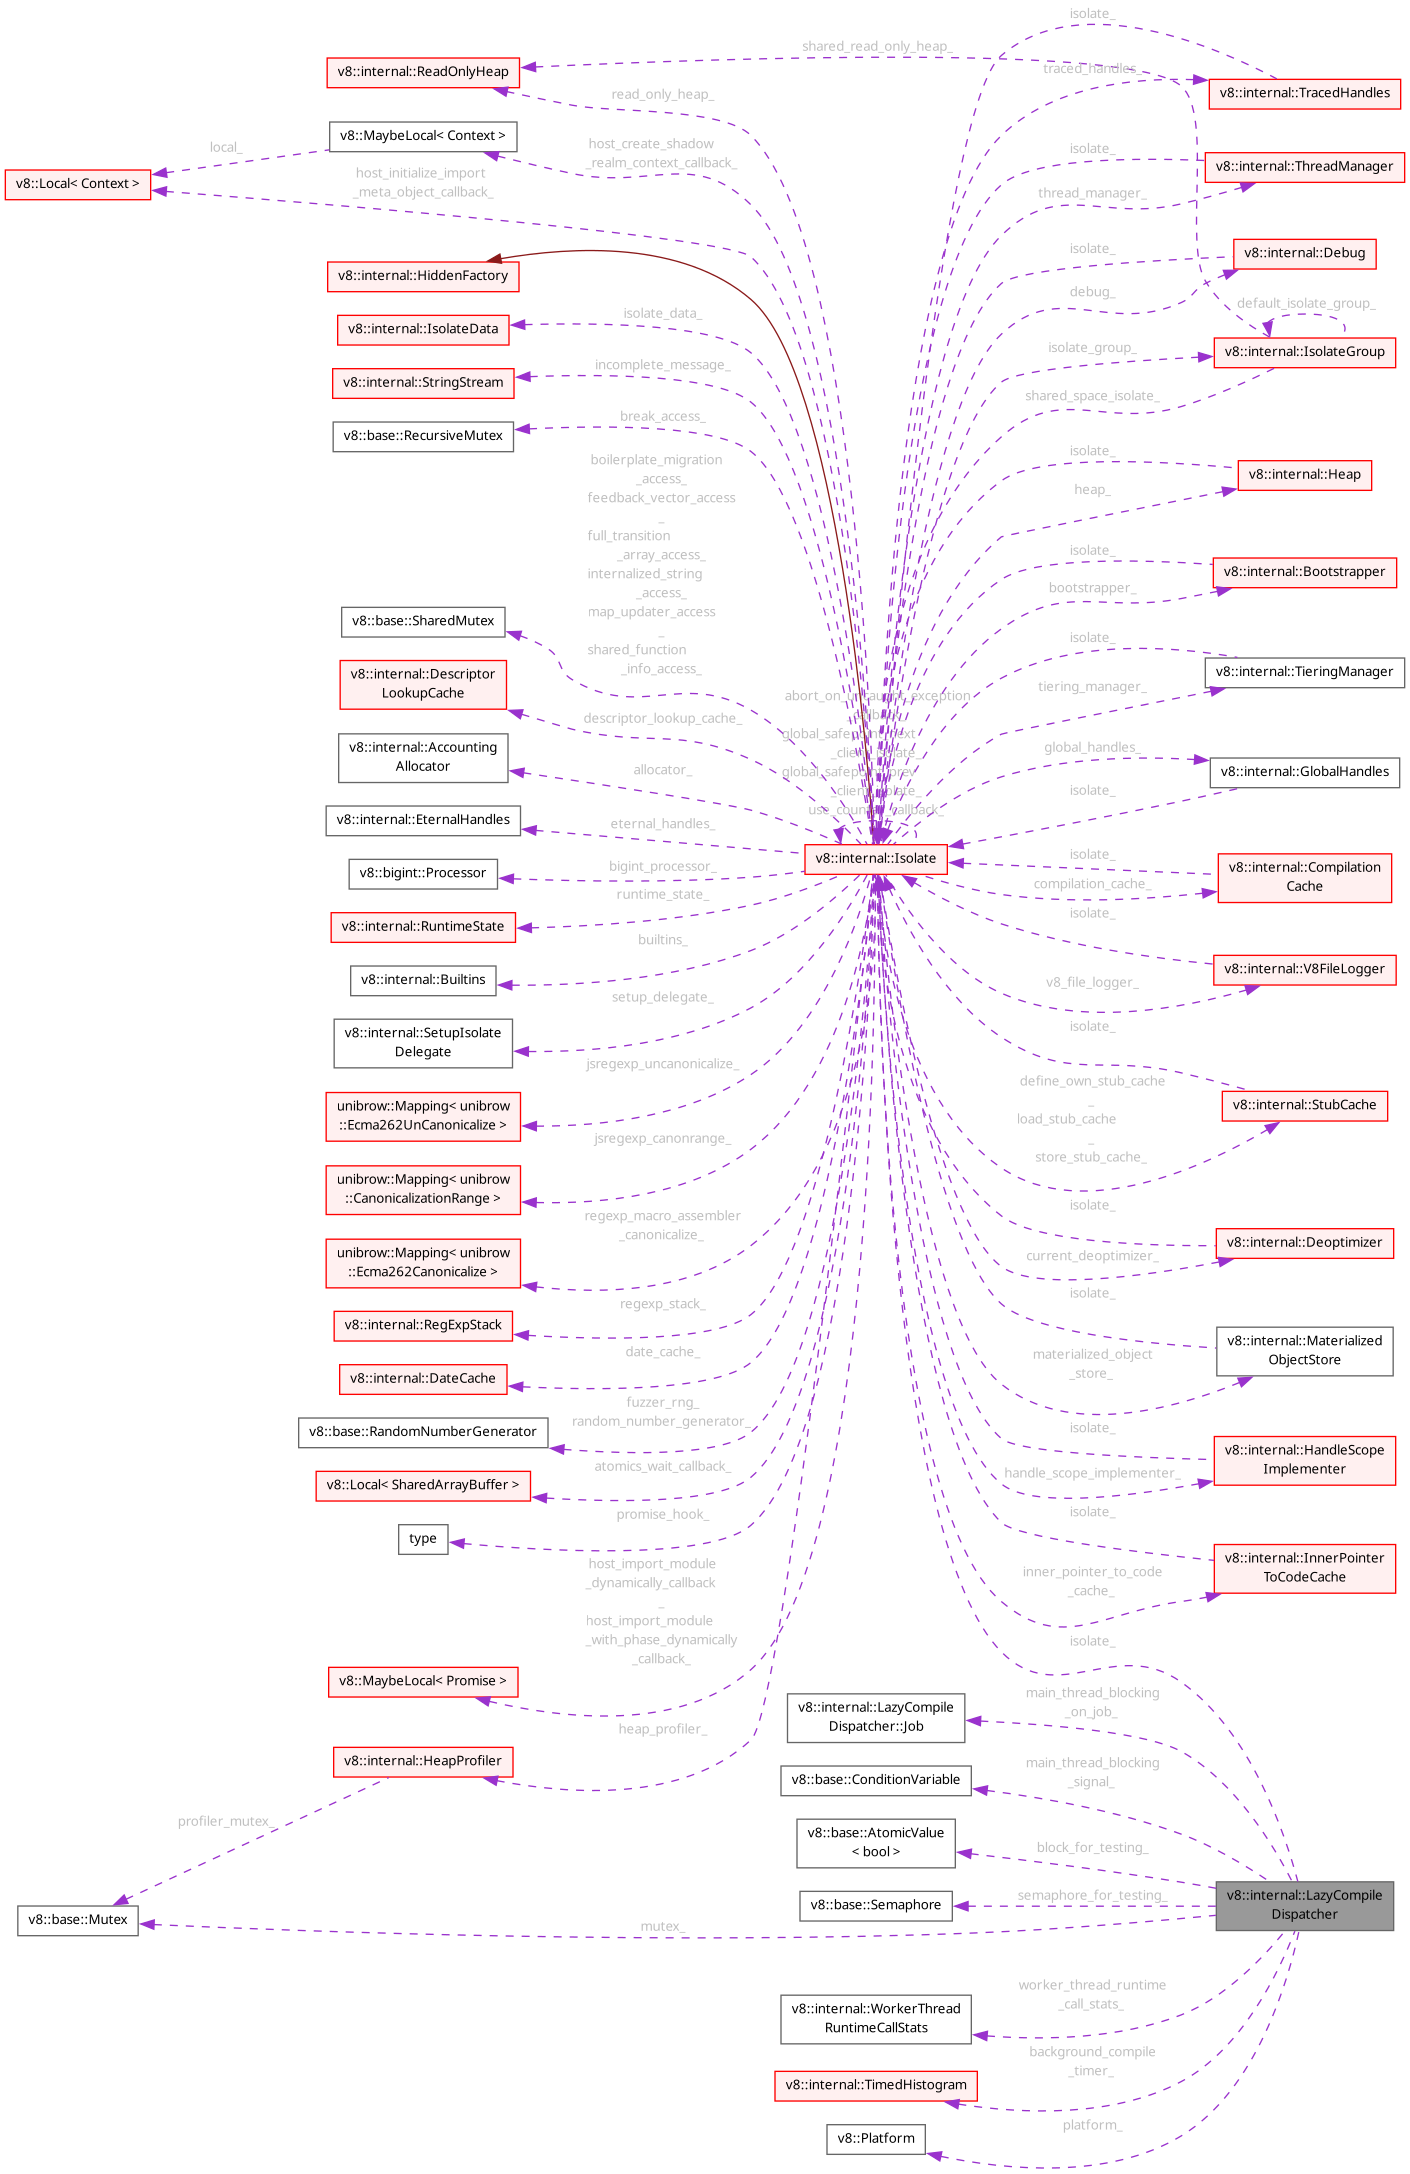 isolate_
shared_read_only_heap_
v8::internal::ReadOnlyHeap
traced_handles_
v8::internal::TracedHandles
read_only_heap_
v8::MaybeLocal< Context >
host_create_shadow
_realm_context_callback_
local_
v8::Local< Context >
host_initialize_import
_meta_object_callback_
isolate_
v8::internal::ThreadManager
thread_manager_
v8::internal::HiddenFactory
isolate_
v8::internal::Debug
debug_
default_isolate_group_
v8::internal::IsolateData
isolate_data_
isolate_group_
v8::internal::IsolateGroup
v8::internal::StringStream
incomplete_message_
shared_space_isolate_
v8::base::RecursiveMutex
break_access_
isolate_
v8::internal::Heap
heap_
boilerplate_migration
_access_
feedback_vector_access
_
full_transition
_array_access_
internalized_string
_access_
map_updater_access
_
shared_function
_info_access_
v8::base::SharedMutex
isolate_
v8::internal::Bootstrapper
bootstrapper_
isolate_
v8::internal::TieringManager
tiering_manager_
v8::internal::Descriptor
LookupCache
descriptor_lookup_cache_
global_handles_
v8::internal::GlobalHandles
isolate_
v8::internal::Accounting
Allocator
allocator_
v8::internal::EternalHandles
eternal_handles_
v8::internal::Isolate
v8::bigint::Processor
bigint_processor_
isolate_
v8::internal::Compilation
Cache
compilation_cache_
v8::internal::RuntimeState
runtime_state_
isolate_
v8::internal::V8FileLogger
v8_file_logger_
v8::internal::Builtins
builtins_
v8::internal::SetupIsolate
Delegate
setup_delegate_
isolate_
v8::internal::StubCache
define_own_stub_cache
_
load_stub_cache
_
store_stub_cache_
unibrow::Mapping< unibrow
::Ecma262UnCanonicalize >
jsregexp_uncanonicalize_
unibrow::Mapping< unibrow
::CanonicalizationRange >
jsregexp_canonrange_
unibrow::Mapping< unibrow
::Ecma262Canonicalize >
regexp_macro_assembler
_canonicalize_
isolate_
v8::internal::Deoptimizer
current_deoptimizer_
v8::internal::RegExpStack
regexp_stack_
isolate_
v8::internal::Materialized
ObjectStore
materialized_object
_store_
v8::internal::DateCache
date_cache_
v8::base::RandomNumberGenerator
fuzzer_rng_
random_number_generator_
isolate_
v8::internal::HandleScope
Implementer
handle_scope_implementer_
v8::Local< SharedArrayBuffer >
atomics_wait_callback_
type
promise_hook_
isolate_
v8::internal::InnerPointer
ToCodeCache
inner_pointer_to_code
_cache_
host_import_module
_dynamically_callback
_
host_import_module
_with_phase_dynamically
_callback_
v8::MaybeLocal< Promise >
isolate_
v8::internal::LazyCompile
Dispatcher::Job
main_thread_blocking
_on_job_
v8::internal::HeapProfiler
heap_profiler_
v8::base::ConditionVariable
main_thread_blocking
_signal_
profiler_mutex_
v8::base::AtomicValue
< bool >
block_for_testing_
v8::base::Semaphore
semaphore_for_testing_
v8::internal::LazyCompile
Dispatcher
v8::base::Mutex
mutex_
v8::internal::WorkerThread
RuntimeCallStats
worker_thread_runtime
_call_stats_
v8::internal::TimedHistogram
background_compile
_timer_
v8::Platform
platform_